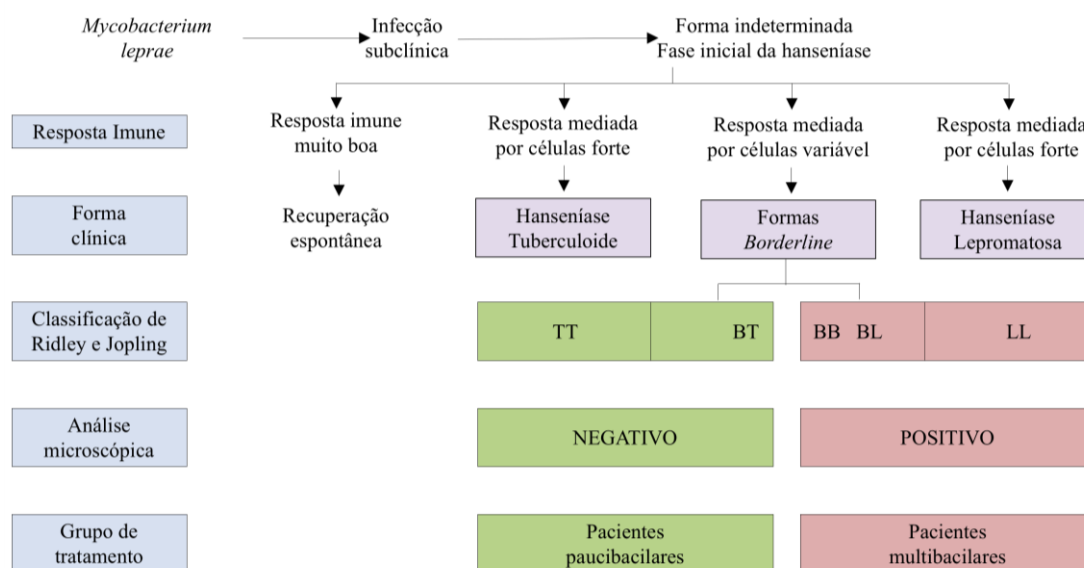 Mycobacterium
leprae
Infecção
subclínica
Forma indeterminada
Fase inicial da hanseníase
Resposta Imune
Resposta imune
muito boa
Resposta mediada
por células forte
Resposta mediada
por células variável
Resposta mediada
por células forte
Forma
clínica
Recuperação
espontânea
Hanseníase
Tuberculoide
Formas
Borderline
Hanseníase
Lepromatosa
Classificação de
Ridley e Jopling
TT
BT
BB BL
LL
Análise
microscópica
NEGATIVO
POSITIVO
Grupo de
tratamento
Pacientes
paucibacilares
Pacientes
multibacilares